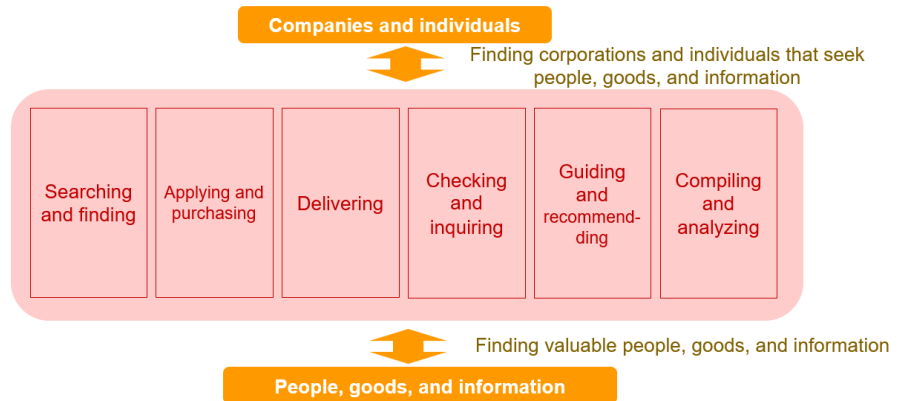 Companies and individuals
Finding corporations and individuals that seek
people, goods, and information
Searching
and finding
Applying and
purchasing
Delivering
Checking
and
inquiring
Guiding
and
recommend-
ding
Compiling
and
analyzing
Finding valuable people, goods, and information
People, goods, and information